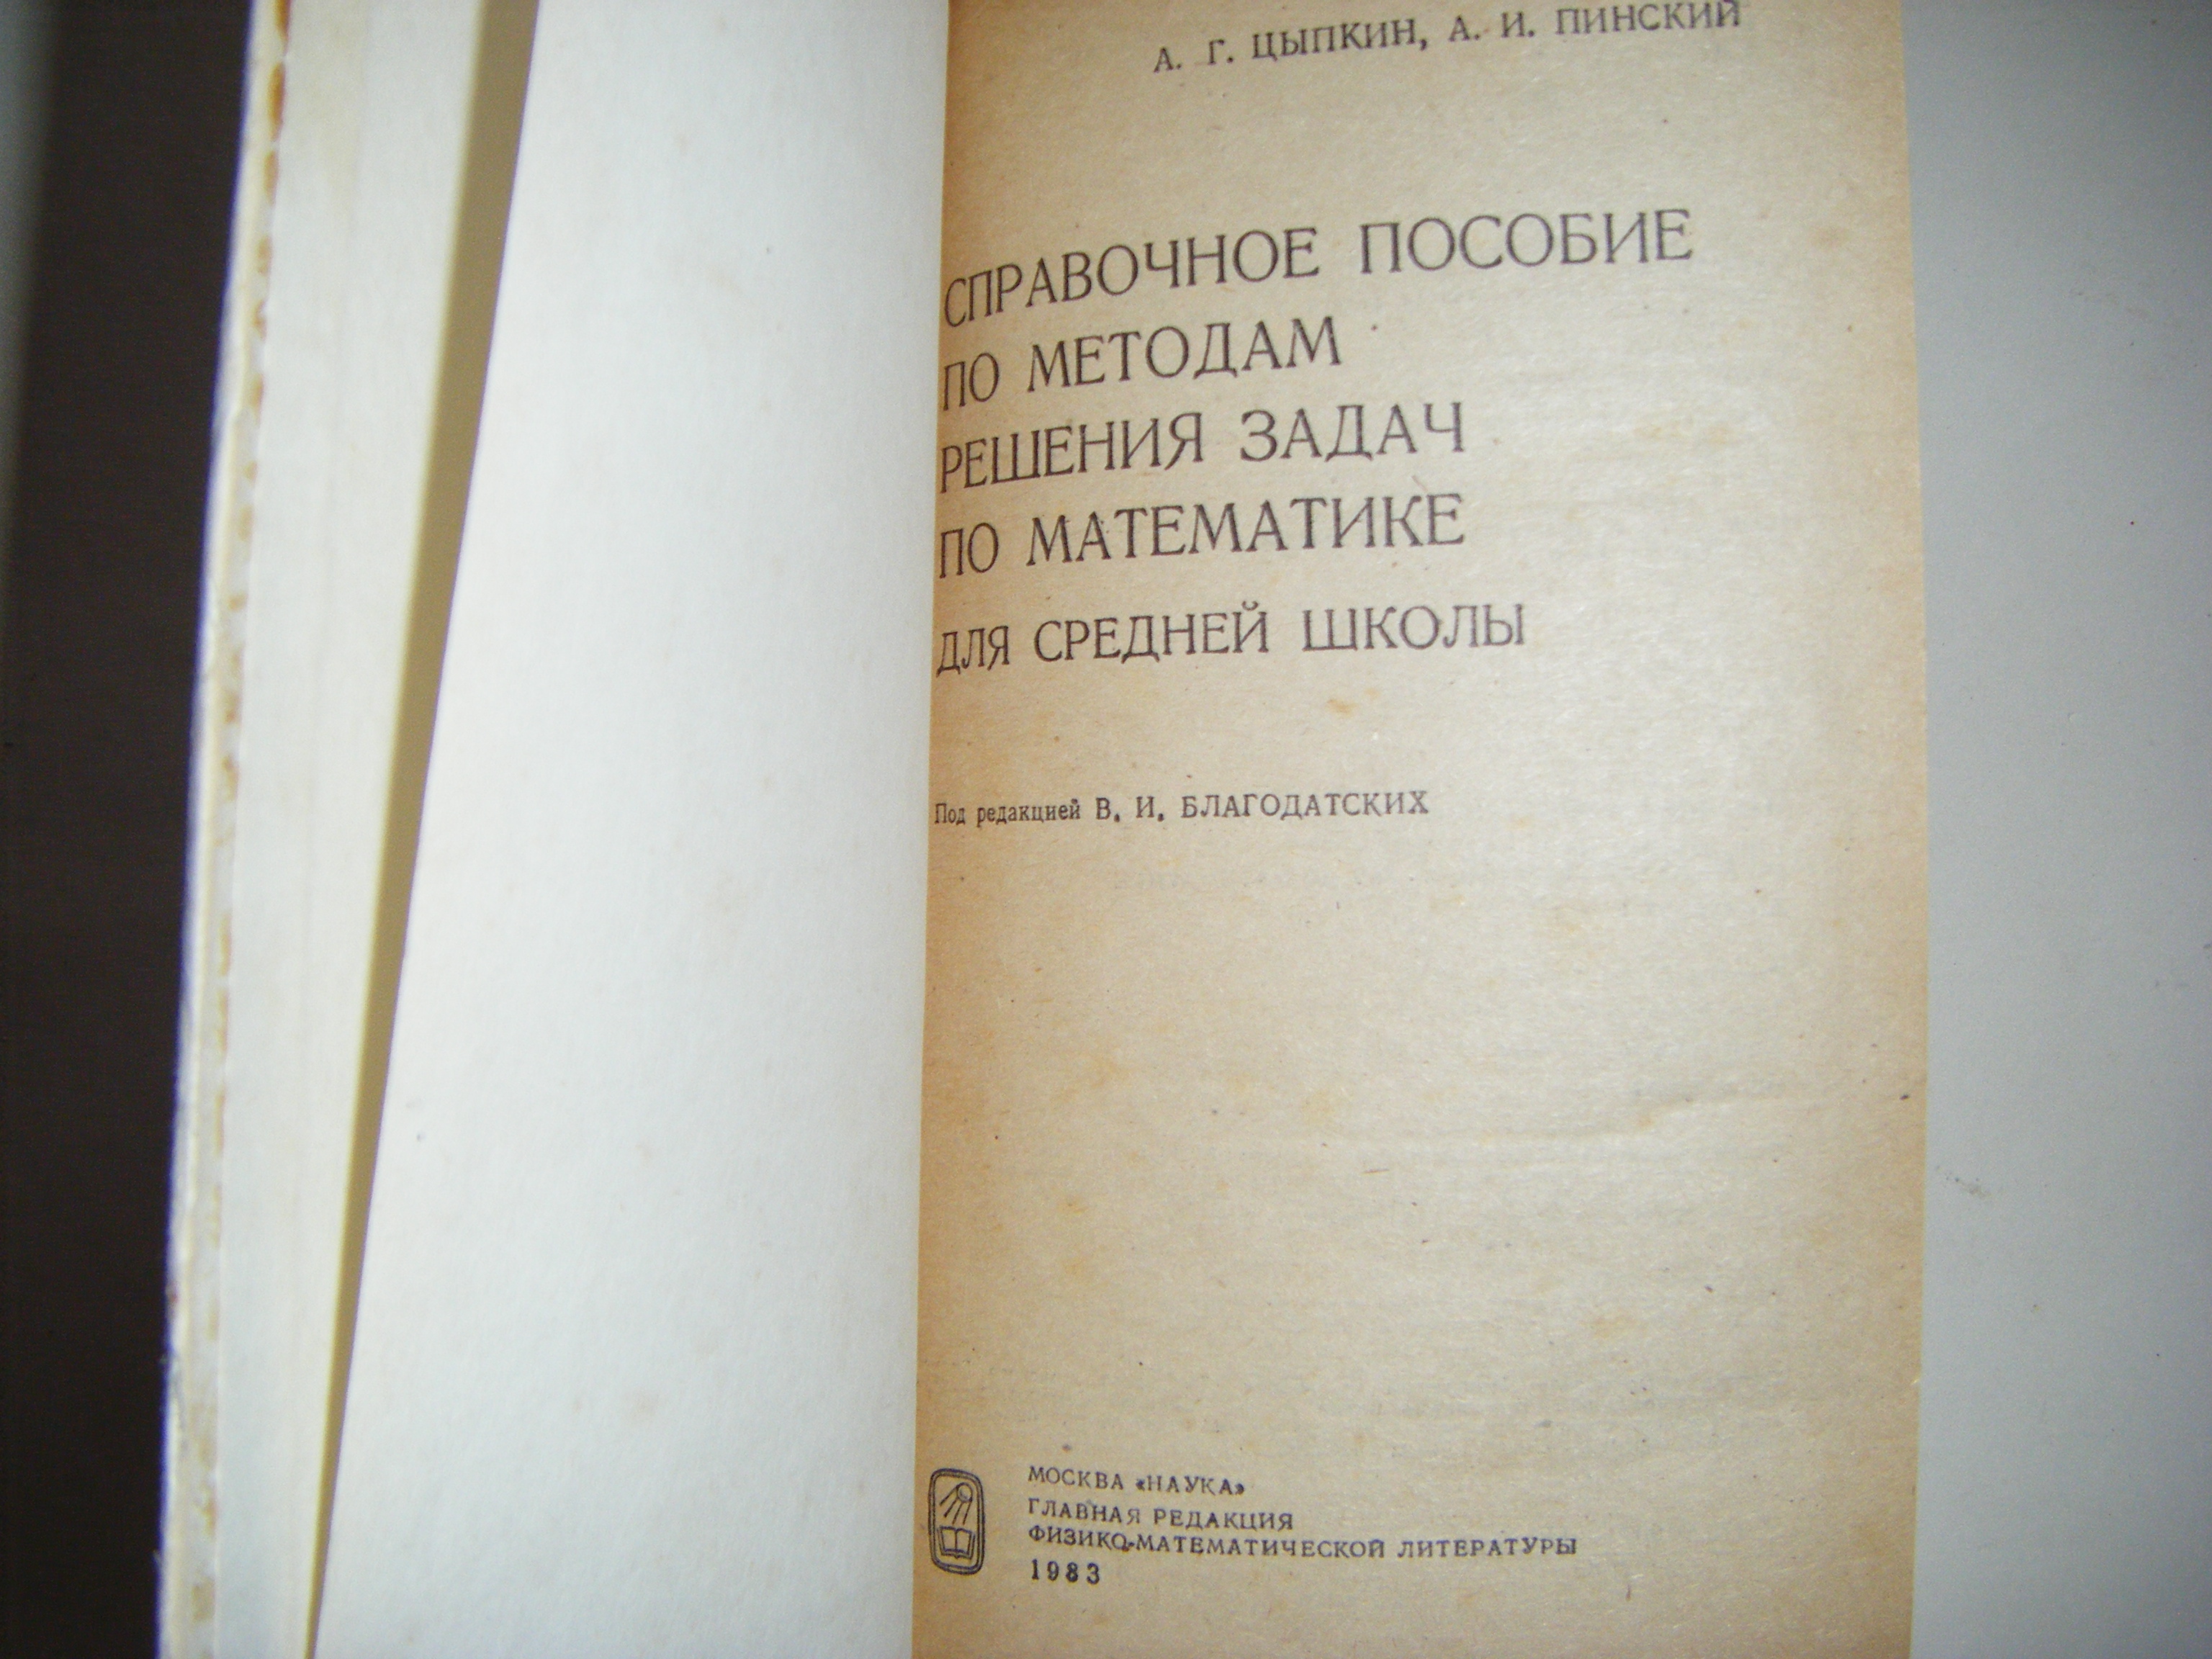 А. Г. ЦЫПКИН, А. И. ПИНСКИЙ
СПРАВОЧНОЕ ПОСОБИЕ
ПО МЕТОДАМ
РЕШЕНИЯ ЗАДАЧ
ПО МАТЕМАТИКЕ
ДЛЯ СРЕДНЕЙ ШКОЛЫ
Под редакцией В. И. БЛАГОДАТСКИХ
МОСКВА «НАУКА»
ГЛАВНАЯ РЕДАКЦИЯ
ФИЗИКО-МАТЕМАТИЧЕСКОЙ ЛИТЕРАТУРЫ
1983